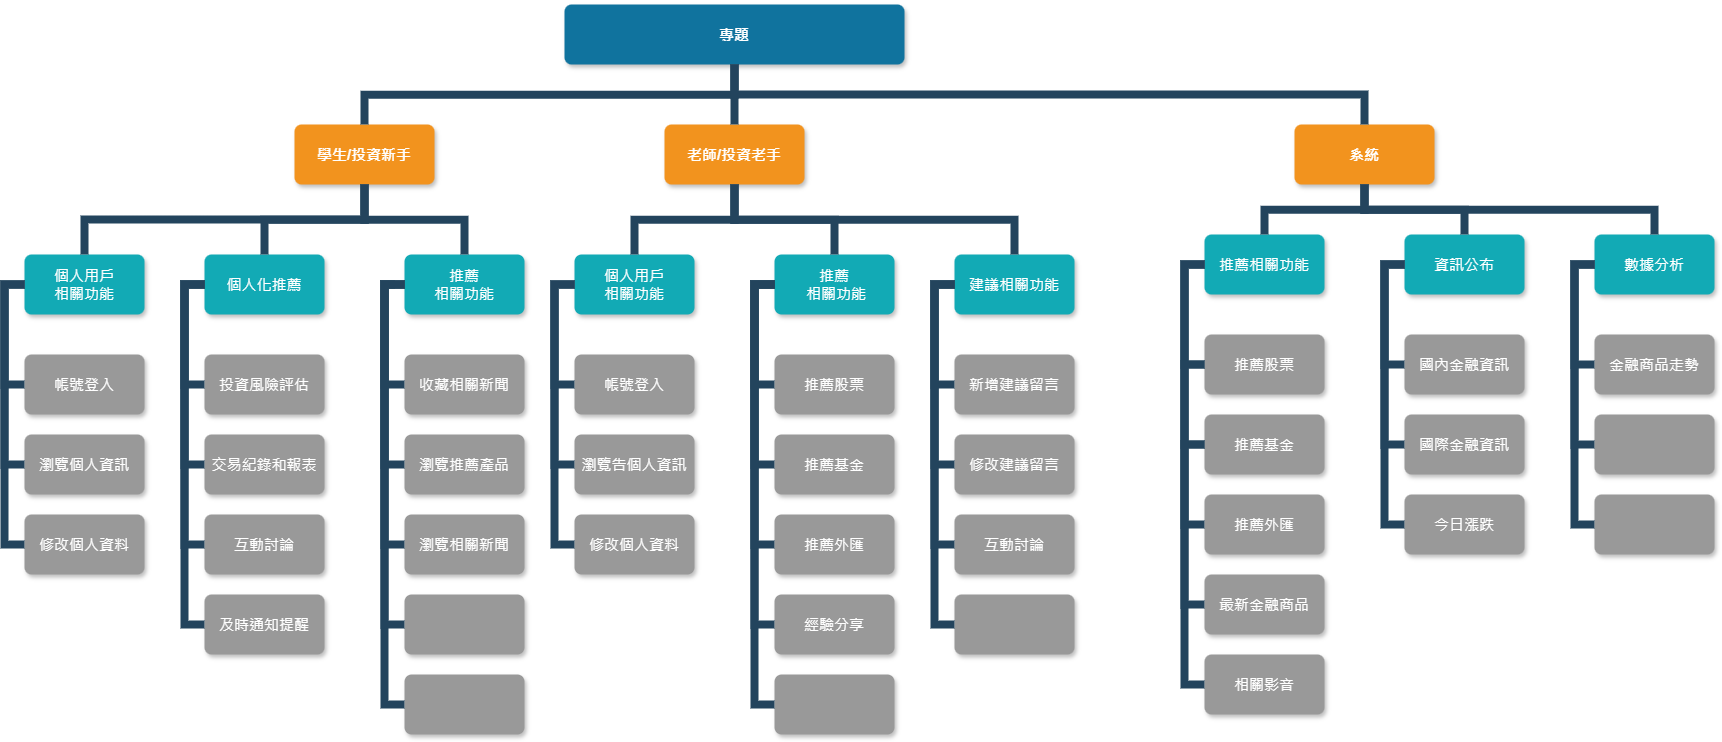 專題
學生/投資新手
老師/投資老手
系統
個人用戶
相關功能
個人化推薦
推薦
相關功能
個人用戶
相關功能
推薦
相關功能
建議相關功能
推薦相關功能
資訊公布
數據分析
帳號登入
瀏覽個人資訊
修改個人資料
投資風險評估
交易紀錄和報表
互動討論
及時通知提醒
收藏相關新聞
瀏覽推薦產品
瀏覽相關新聞
帳號登入
瀏覽告個人資訊
修改個人資料
推薦股票
推薦基金
推薦外匯
經驗分享
新增建議留言
修改建議留言
互動討論
推薦股票
推薦基金
推薦外匯
最新金融商品
相關影音
國內金融資訊
國際金融資訊
今日漲跌
金融商品走勢